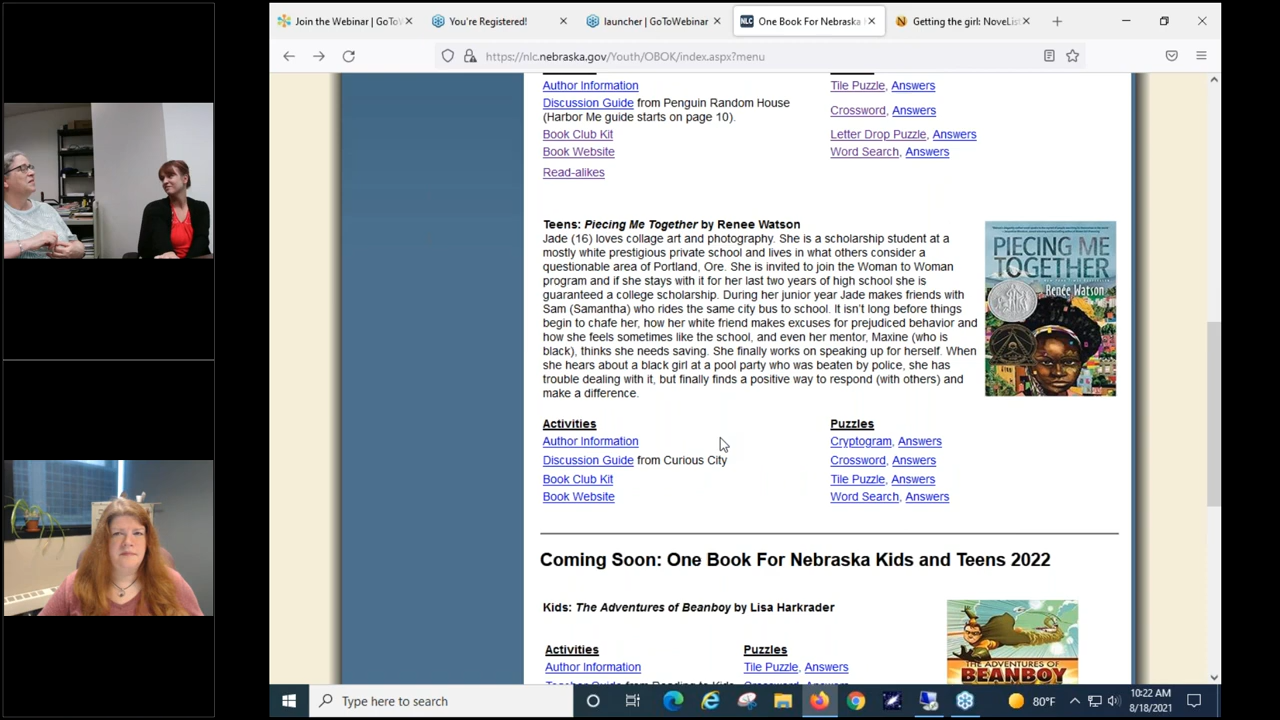 Join the Webinar | GoToW
You're Registered!
launcher | GoToWebinar
One Book For Nebraska
Getting the girl: NoveList
https://nlc.nebraska.gov/Youth/OBOK/index.aspx?menu
Author Information
Tile Puzzle, Answers
Discussion Guide from Penguin Random House
(Harbor Me guide starts on page 10).
Crossword, Answers
Book Club Kit
Letter Drop Puzzle, Answers
Book Website
Word Search, Answers
Read-alikes
Teens: Piecing Me Together by Renee Watson
Jade (16) loves collage art and photography. She is a scholarship student at a
mostly white prestigious private school and lives in what others consider a
questionable area of Portland, Ore. She is invited to join the Woman to Woman
program and if she stays with it for her last two years of high school she is
guaranteed a college scholarship. During her junior year Jade makes friends with
Sam (Samantha) who rides the same city bus to school. It isn't long before things
begin to chafe her, how her white friend makes excuses for prejudiced behavior and
how she feels sometimes like the school, and even her mentor, Maxine (who is
black), thinks she needs saving. She finally works on speaking up for herself. When
she hears about a black girl at a pool party who was beaten by police, she has
trouble dealing with it, but finally finds a positive way to respond (with others) and
make a difference.
PIECING ME
TOGETHER
Renée Watson
Activities
Puzzles
Author Information
Cryptogram, Answers
Discussion Guide from Curious City
Crossword, Answers
Book Club Kit
Tile Puzzle, Answers
Book Website
Word Search, Answers
Coming Soon: One Book For Nebraska Kids and Teens 2022
Kids: The Adventures of Beanboy by Lisa Harkrader
Activities
Puzzles
Author Information
Tile Puzzle, Answers
THE ADVENTURES OF
BEANBOY
Type here to search
80°F
10:22 AM
8/18/2021
NLC